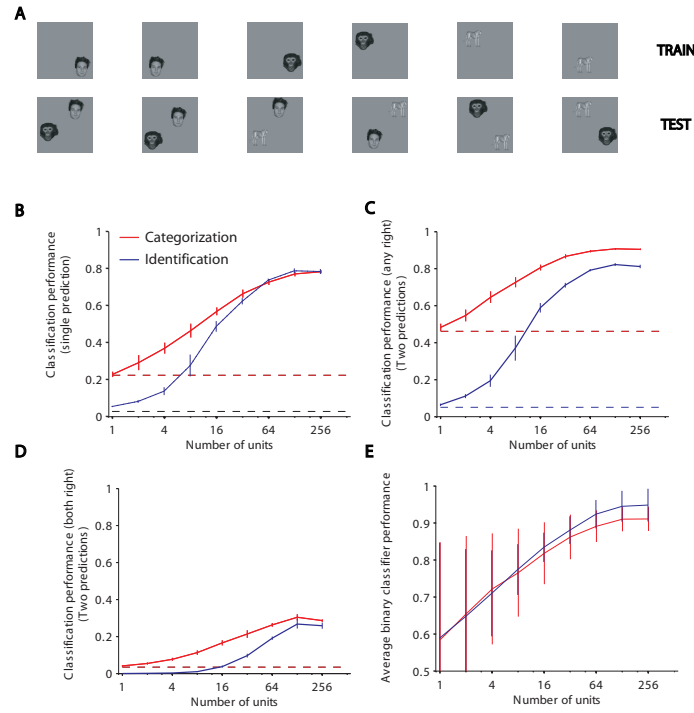 A
TRAIN
TEST
B
Classification performance
(single prediction)
1
0.8
0.6
0.4
0.2
0
Categorization
Identification
1 4 16 64 256
Number of units
C
Classification performance (any right)
(Two predictions)
1
0.8
0.6
0.4
0.2
0
1 4 16 64 256
Number of units
D
Classification performance (both right)
(Two predictions)
1
0.8
0.6
0.4
0.2
0
1 4 16 64 256
Number of units
E
Average binary classifier performance
1
0.9
0.8
0.7
0.6
0.5
1 4 16 64 256
Number of units